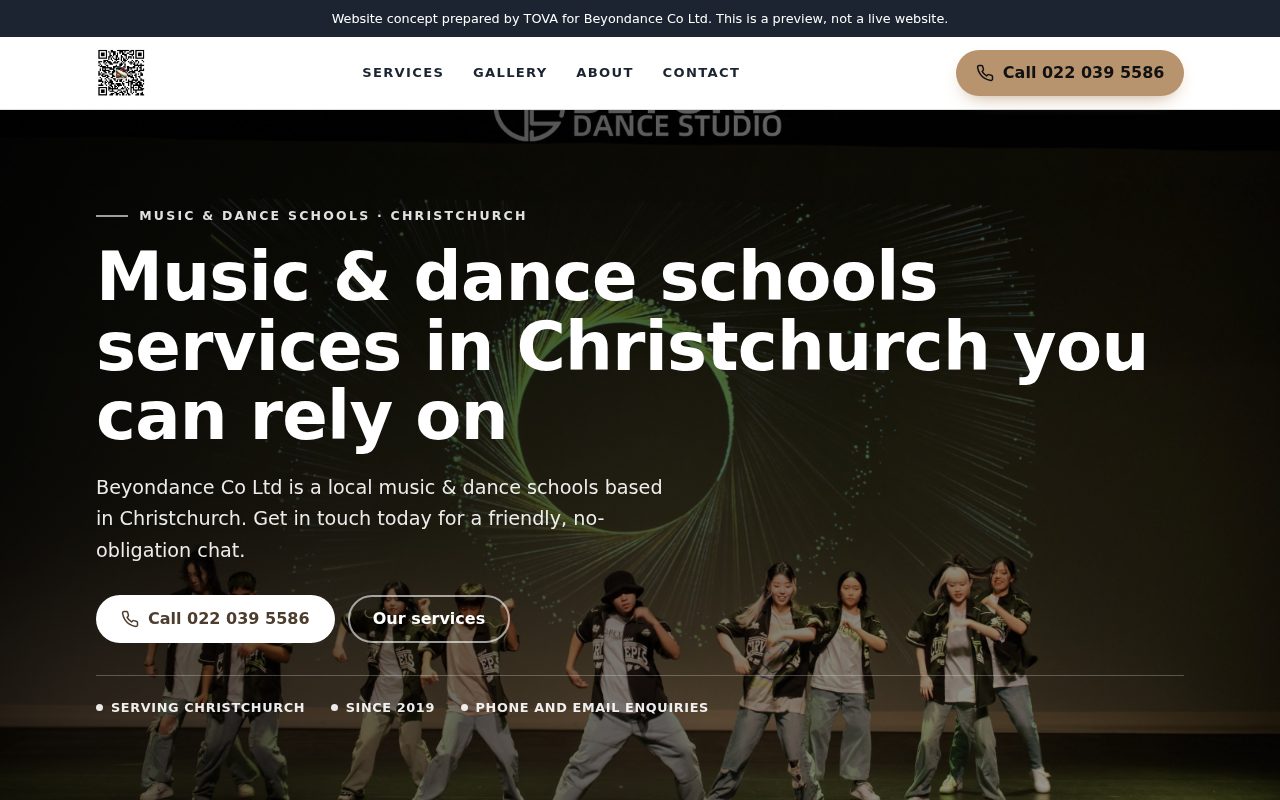 Website concept prepared by TOVA for Beyondance Co Ltd. This is a preview, not a live website.
SERVICES GALLERY ABOUT CONTACT
Call 022 039 5586
BEYOND
DANCE STUDIO
MUSIC & DANCE SCHOOLS · CHRISTCHURCH
Music & dance schools
services in Christchurch you
can rely on
Beyondance Co Ltd is a local music & dance schools based
in Christchurch. Get in touch today for a friendly, no-
obligation chat.
Call 022 039 5586
Our services
SERVING CHRISTCHURCH
SINCE 2019
PHONE AND EMAIL ENQUIRIES